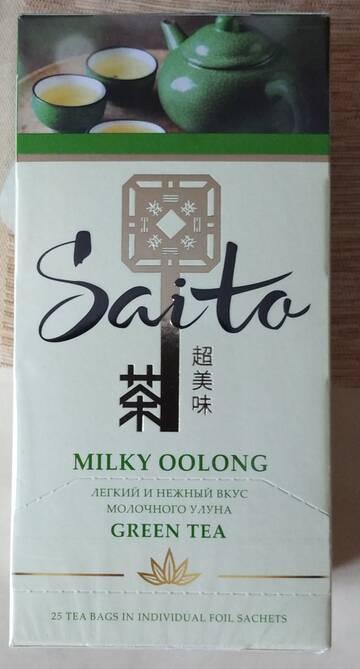 Saito
茶
超美味
MILKY OOLONG
ЛЕГКИЙ И НЕЖНЫЙ ВКУС
МОЛОЧНОГО УЛУНА
GREEN TEA
25 TEA BAGS IN INDIVIDUAL FOIL SACHETS